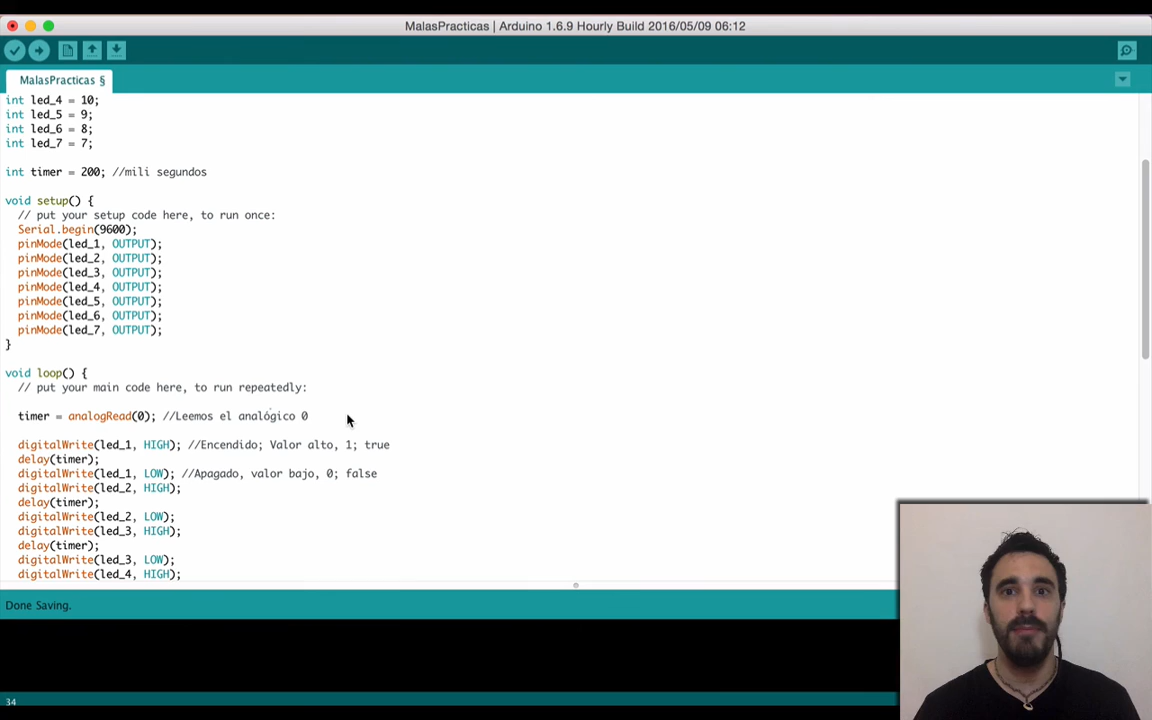 MalasPracticas | Arduino 1.6.9 Hourly Build 2016/05/09 06:12
MalasPracticas §
int led_4 = 10;
int led_5 = 9;
int led_6 = 8;
int led_7 = 7;
int timer = 200; //mili segundos
void setup() {
// put your setup code here, to run once:
Serial.begin(9600);
pinMode(led_1, OUTPUT);
pinMode(led_2, OUTPUT);
pinMode(led_3, OUTPUT);
pinMode(led_4, OUTPUT);
pinMode(led_5, OUTPUT);
pinMode(led_6, OUTPUT);
pinMode(led_7, OUTPUT);
}
void loop() {
// put your main code here, to run repeatedly:
timer = analogRead(0); //Leemos el analógico 0
digitalWrite(led_1, HIGH); //Encendido; Valor alto, 1; true
delay(timer);
digitalWrite(led_1, LOW); //Apagado, valor bajo, 0; false
digitalWrite(led_2, HIGH);
delay(timer);
digitalWrite(led_2, LOW);
digitalWrite(led_3, HIGH);
delay(timer);
digitalWrite(led_3, LOW);
digitalWrite(led_4, HIGH);
Done Saving.
34